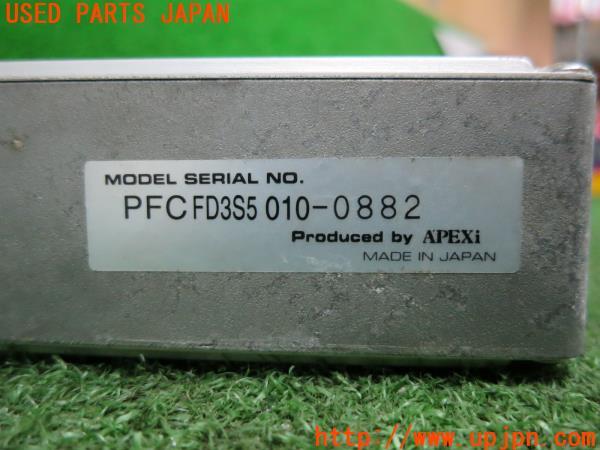 USED PARTS JAPAN
MODEL SERIAL NO.
PFC FD3S5 010-0882
Produced by APEXi
MADE IN JAPAN
http://www.upjpn.com/